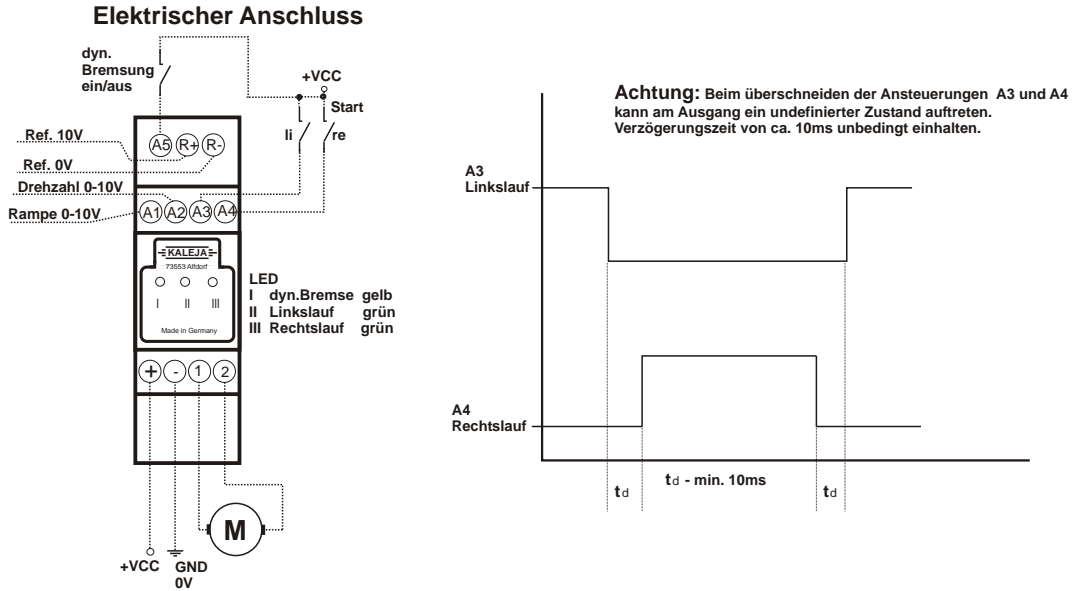 Elektrischer Anschluss
dyn.
Bremsung
ein/aus
+VCC
Start
li
re
Ref. 10V
Ref. 0V
Drehzahl 0-10V
Rampe 0-10V
A5 R+ R-
A1 A2 A3 A4
KALEJA
73553 Alfdorf
I II III
Made in Germany
LED
I dyn.Bremse gelb
II Linkslauf grün
III Rechtslauf grün
+ - 1 2
M
+VCC
GND
0V
Achtung: Beim überschneiden der Ansteuerungen A3 und A4
kann am Ausgang ein undefinierter Zustand auftreten.
Verzögerungszeit von ca. 10ms unbedingt einhalten.
A3
Linkslauf
A4
Rechtslauf
td
td - min. 10ms
td